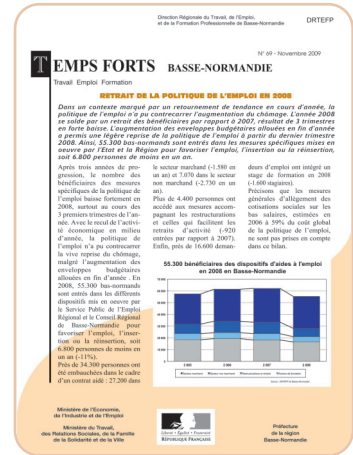 Direction Régionale du Travail, de l'Emploi,
et de la Formation Professionnelle de Basse-Normandie
DRTEFP
N° 69 - Novembre 2009
TEMPS FORTS BASSE-NORMANDIE
Travail Emploi Formation
RETRAIT DE LA POLITIQUE DE L'EMPLOI EN 2008
Dans un contexte marqué par un retournement de tendance en cours d'année, la
politique de l'emploi n'a pu contrecarrer l'augmentation du chômage. L'année 2008
se solde par un retrait des bénéficiaires par rapport à 2007, résultat de 3 trimestres
en forte baisse. L'augmentation des enveloppes budgétaires allouées en fin d'année
a permis une légère reprise de la politique de l'emploi à partir du dernier trimestre
2008. Ainsi, 55.300 bas-normands sont entrés dans les mesures spécifiques mises en
oeuvre par l'Etat et la Région pour favoriser l'emploi, l'insertion ou la réinsertion,
soit 6.800 personnes de moins en un an.
Après trois années de pro-
gression, le nombre des
bénéficiaires des mesures
spécifiques de la politique de
l'emploi baisse fortement en
2008, surtout au cours des
3 premiers trimestres de l'an-
née. Avec le recul de l'activi-
té économique en milieu
d'année, la politique de
l'emploi n'a pu contrecarrer
la vive reprise du chômage,
malgré l'augmentation des
enveloppes budgétaires
allouées en fin d'année . En
2008, 55.300 bas-normands
sont entrés dans les différents
dispositifs mis en oeuvre par
le Service Public de l'Emploi
Régional et le Conseil Régional
de Basse-Normandie pour
favoriser l'emploi, l'inser-
tion ou la réinsertion, soit
6.800 personnes de moins en
un an (-11%).
Près de 34.300 personnes ont
été embauchées dans le cadre
d'un contrat aidé : 27.200 dans
le secteur marchand (-1.580 en
un an) et 7.070 dans le secteur
non marchand (-2.730 en un
an).
Plus de 4.400 personnes ont
accédé aux mesures accom-
pagnant les restructurations
et celles qui facilitent les
retraits d'activité (-920
entrées par rapport à 2007).
Enfin, près de 16.600 deman-
deurs d'emploi ont intégré un
stage de formation en 2008
(-1.600 stagiaires).
Précisons que les mesures
générales d'allégement des
cotisations sociales sur les
bas salaires, estimées en
2006 à 59% du coût global
de la politique de l'emploi,
ne sont pas prises en compte
dans ce bilan.
55.300 bénéficiaires des dispositifs d'aides à l'emploi
en 2008 en Basse-Normandie
2 005 2 006 2 007 2 008
Ministère de l'Economie,
de l'Industrie et de l'Emploi
Ministère du Travail,
des Relations Sociales, de la Famille
de la Solidarité et de la Ville
Liberté • Égalité • Fraternité
RÉPUBLIQUE FRANÇAISE
Préfecture
de la région
Basse-Normandie